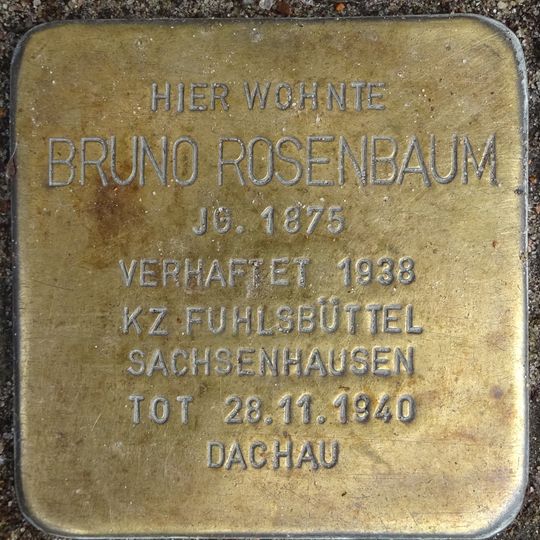 HIER WOHNTE
BRUNO ROSENBAUM
JG. 1875
VERHAFTET 1938
KZ FUHLSBÜTTEL
SACHSENHAUSEN
TOT 28.11.1940
DACHAU